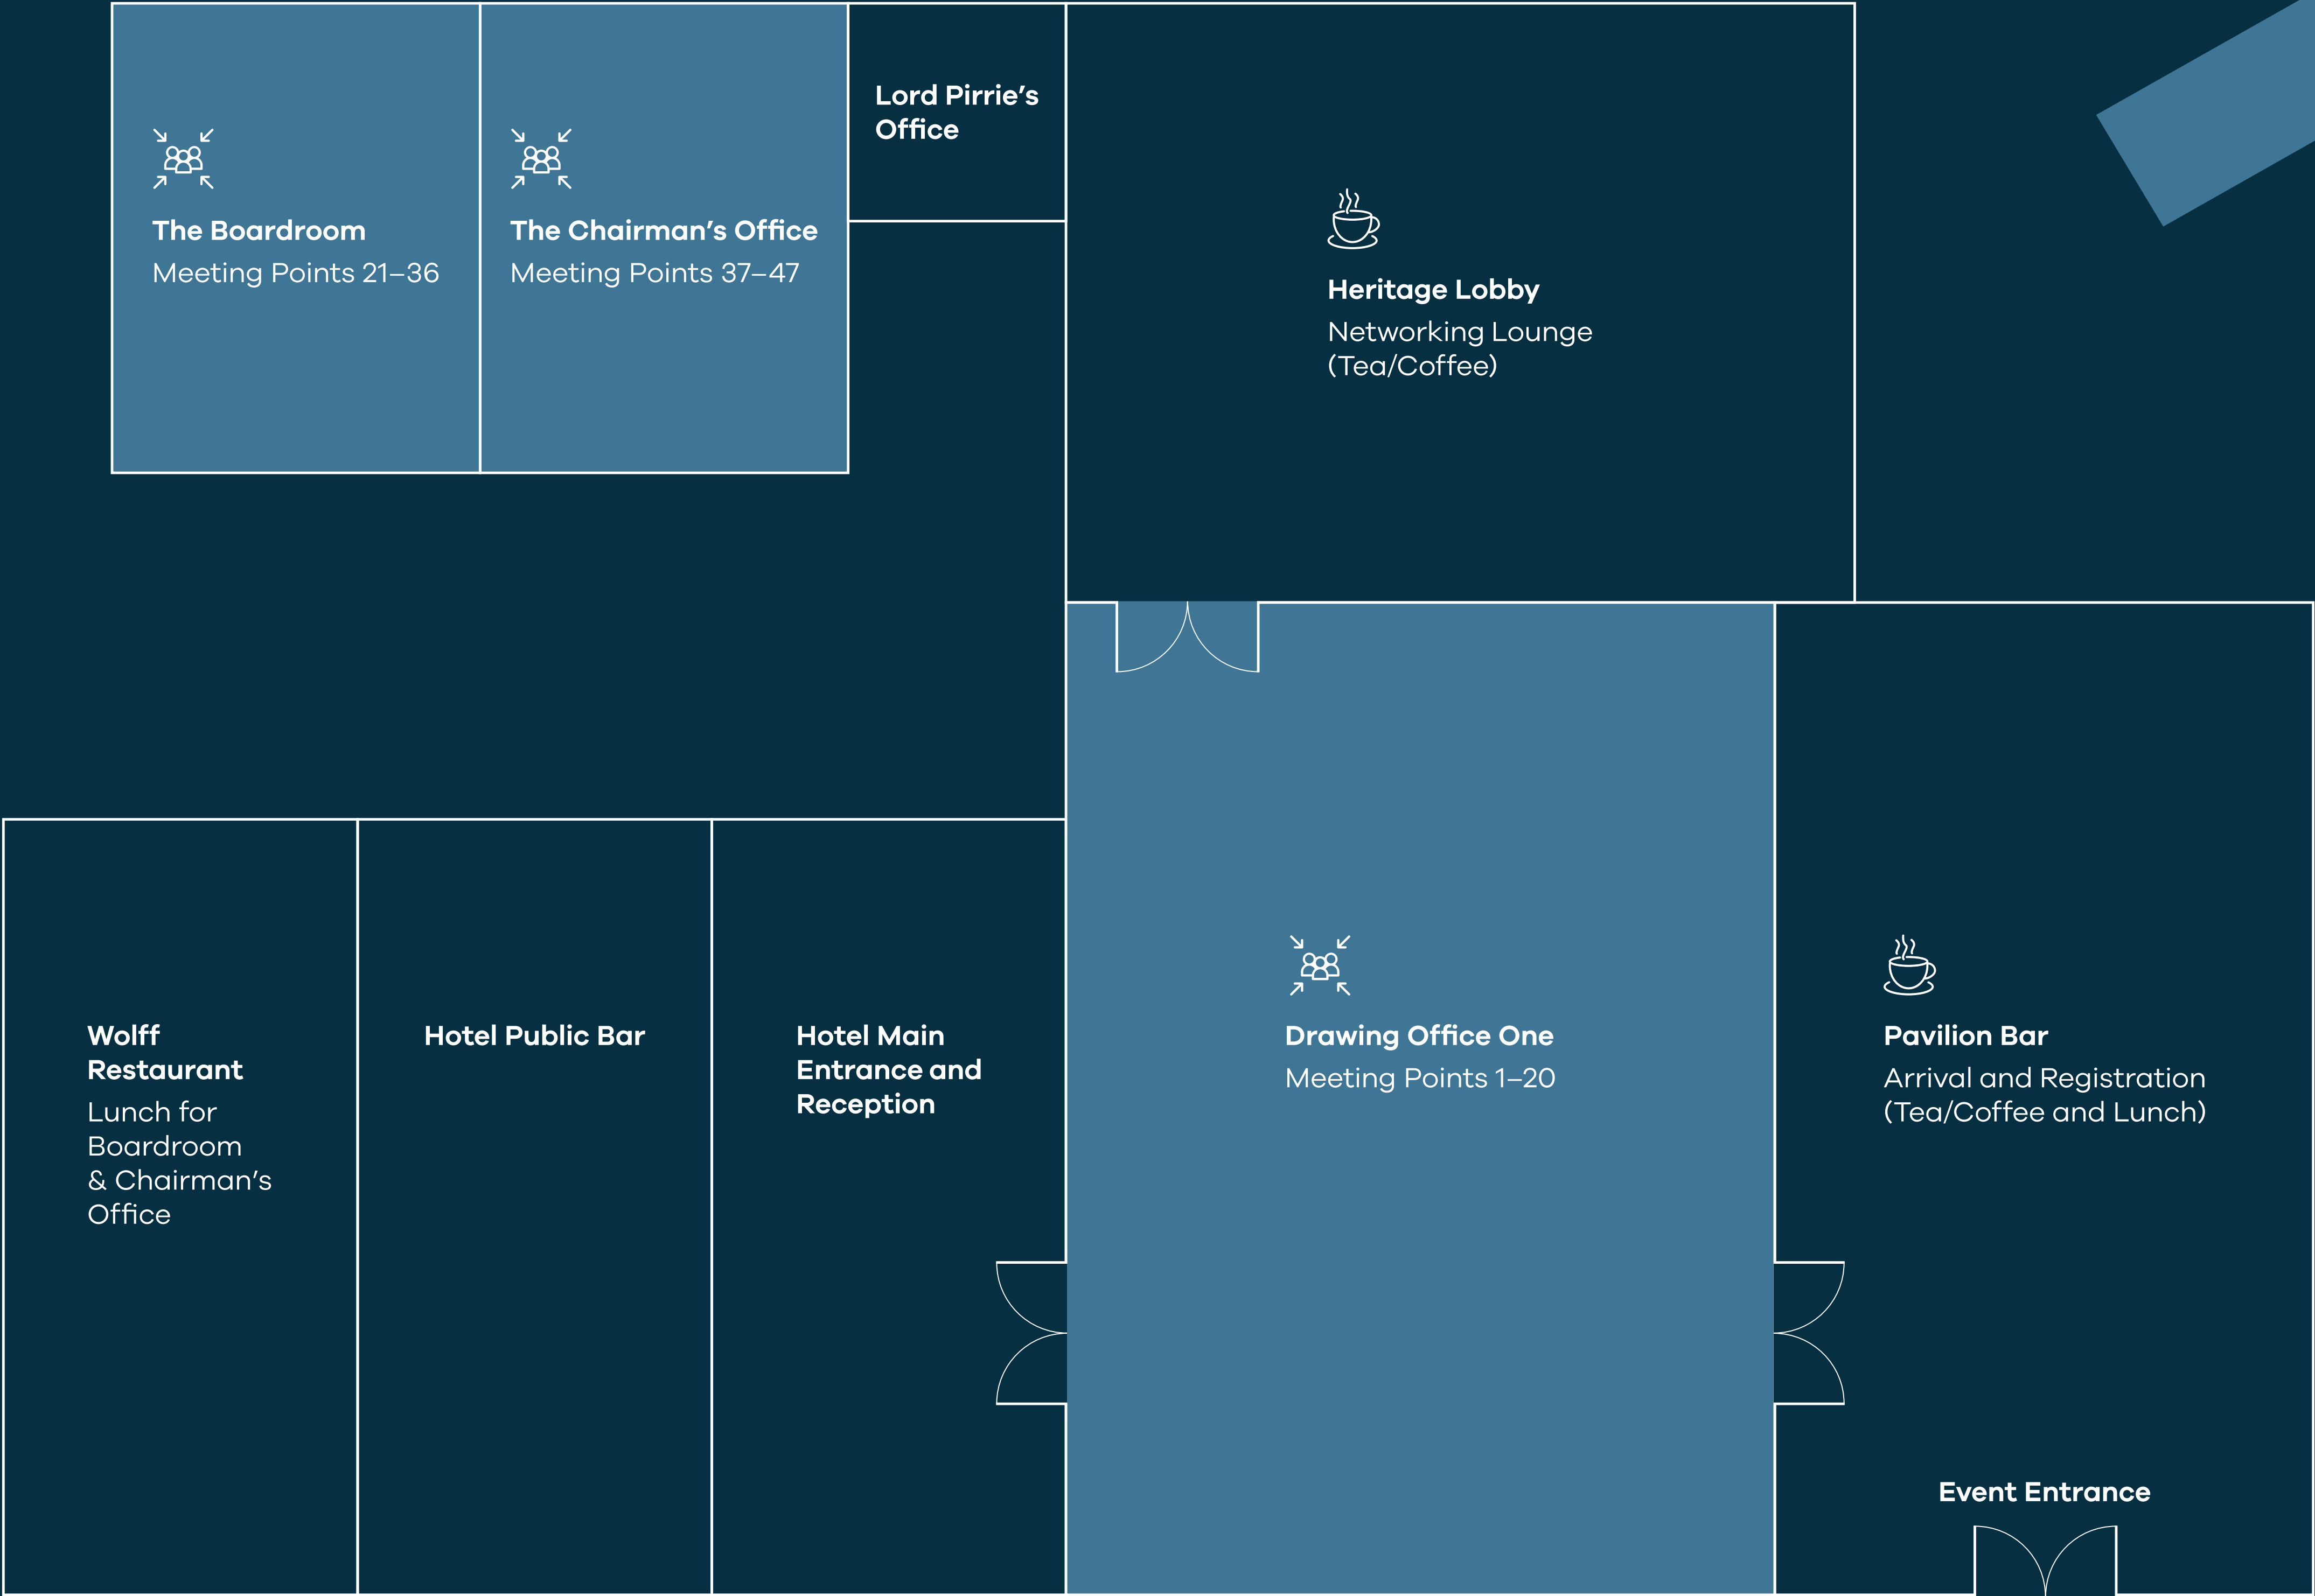 Lord Pirrie’s
Office
The Boardroom
Meeting Points 21–36
The Chairman’s Office
Meeting Points 37–47
Heritage Lobby
Networking Lounge
(Tea/Coffee)
Wolff
Restaurant
Lunch for
Boardroom
& Chairman’s
Office
Hotel Public Bar
Hotel Main
Entrance and
Reception
Drawing Office One
Meeting Points 1–20
Pavilion Bar
Arrival and Registration
(Tea/Coffee and Lunch)
Event Entrance